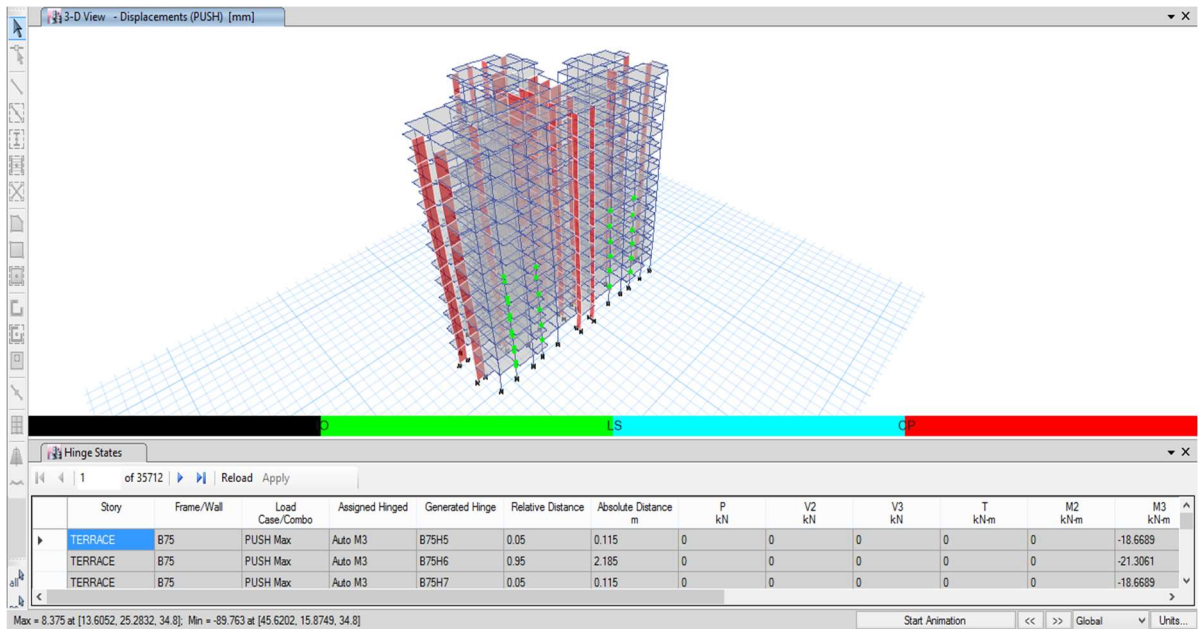 3-D View - Displacements (PUSH) [mm]
IO LS CP
Hinge States
1 of 35712 Reload Apply
Story Frame/Wall Load Case/Combo Assigned Hinged Generated Hinge Relative Distance Absolute Distance m P kN V2 kN V3 kN T kN-m M2 kN-m M3 kN-m
TERRACE B75 PUSH Max Auto M3 B75H5 0.05 0.115 0 0 0 0 0 -18.6689
TERRACE B75 PUSH Max Auto M3 B75H6 0.95 2.185 0 0 0 0 0 -21.3061
TERRACE B75 PUSH Max Auto M3 B75H7 0.05 0.115 0 0 0 0 0 -18.6689
all
Max = 8.375 at [13.6052, 25.2832, 34.8]; Min = -89.763 at [45.6202, 15.8749, 34.8] Start Animation << >> Global Units...